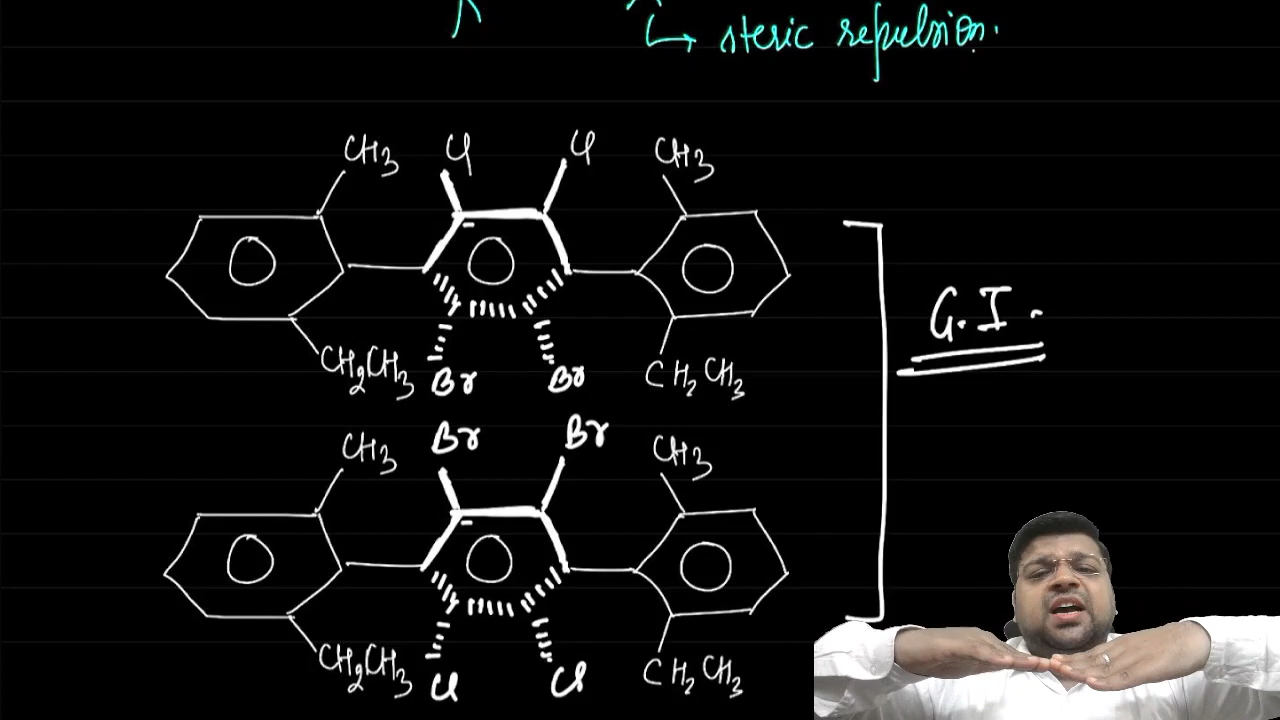 ↳ steric repulsion.
CH3 Cl Cl CH3
G.I.
CH2CH3 Br Br CH2CH3
CH3 Br Br CH3
CH2CH3 Cl Cl CH2CH3